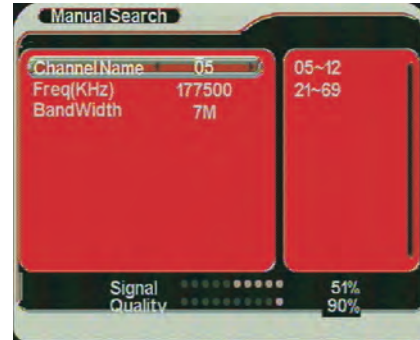 Manual Search
Channel Name 05 05~12
Freq(KHz) 177500 21~69
BandWidth 7M
Signal 51%
Quality 90%